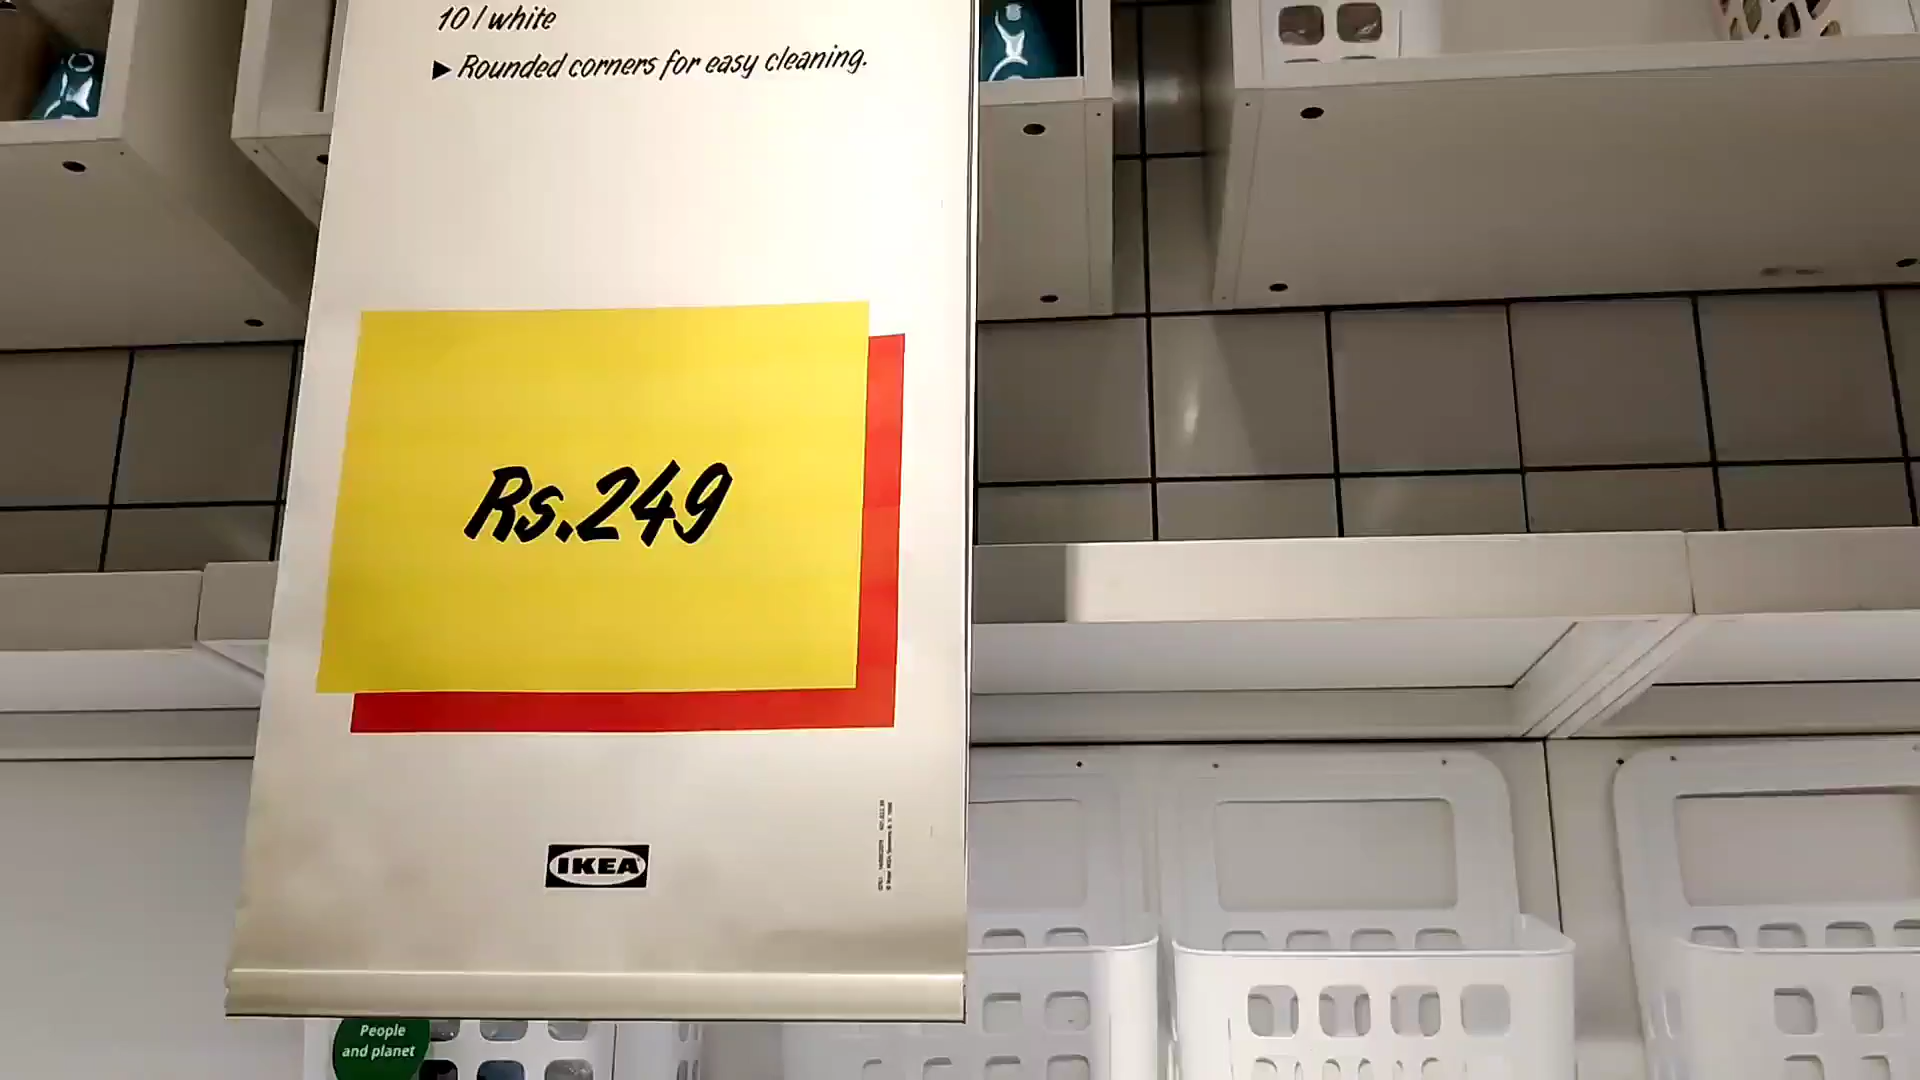 10 l white
▶ Rounded corners for easy cleaning.
Rs.249
IKEA
People
and planet